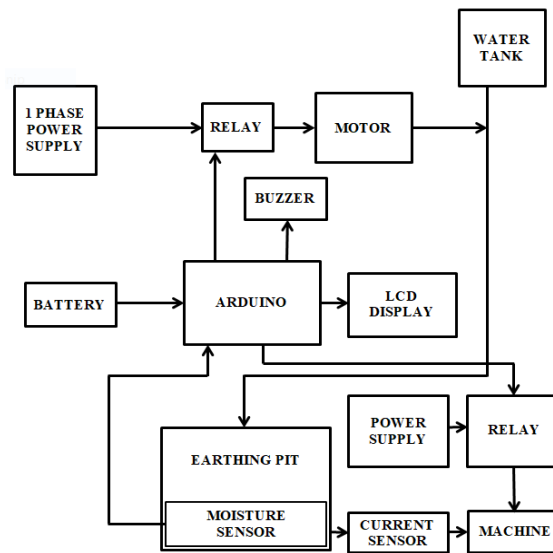 WATER
TANK
1 PHASE
POWER
SUPPLY
RELAY
MOTOR
BUZZER
BATTERY
ARDUINO
LCD
DISPLAY
POWER
SUPPLY
RELAY
EARTHING PIT
MOISTURE
SENSOR
CURRENT
SENSOR
MACHINE